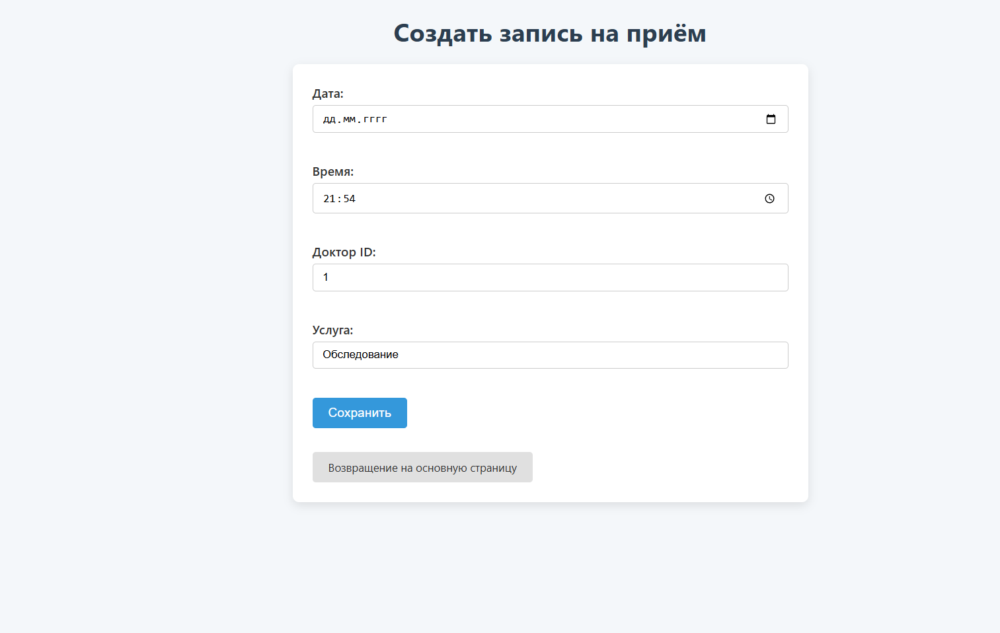 Создать запись на приём
Дата:
дд.мм.гггг
Время:
21:54
Доктор ID:
1
Услуга:
Обследование
Сохранить
Возвращение на основную страницу